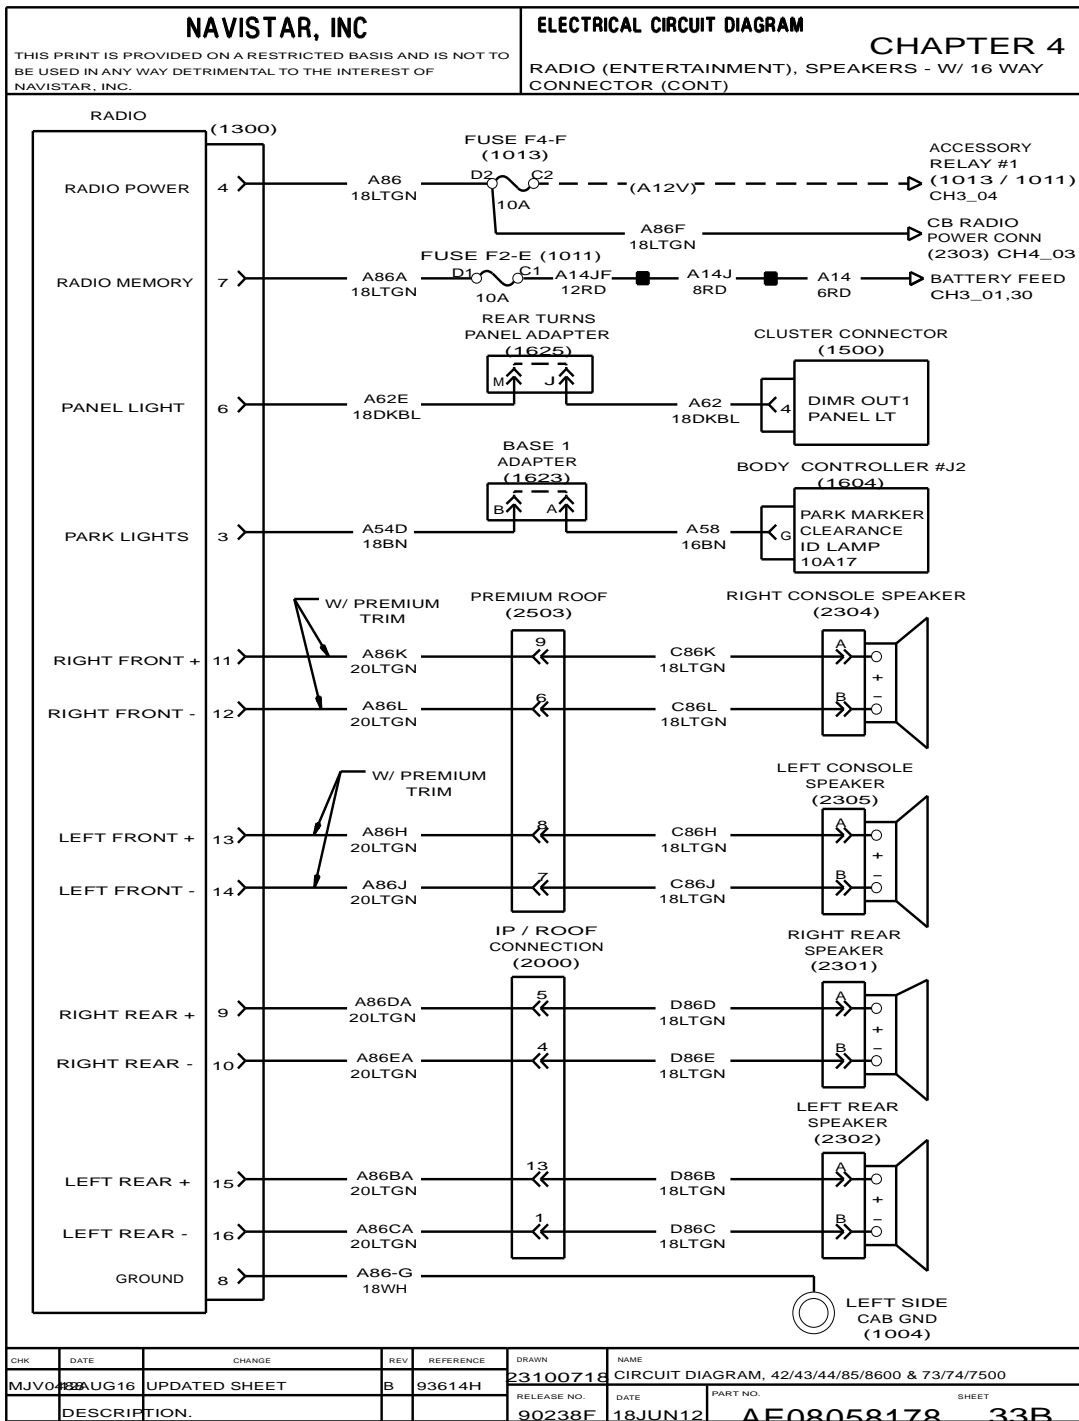 NAVISTAR, INC
THIS PRINT IS PROVIDED ON A RESTRICTED BASIS AND IS NOT TO
BE USED IN ANY WAY DETRIMENTAL TO THE INTEREST OF
NAVISTAR, INC.
ELECTRICAL CIRCUIT DIAGRAM
CHAPTER 4
RADIO (ENTERTAINMENT), SPEAKERS - W/ 16 WAY
CONNECTOR (CONT)
RADIO
(1300)
FUSE F4-F
(1013)
D2 C2
10A
RADIO POWER 4
A86
18LTGN
(A12V)
ACCESSORY
RELAY #1
(1013 / 1011)
CH3_04
A86F
18LTGN
CB RADIO
POWER CONN
(2303) CH4_03
FUSE F2-E (1011)
D1 C1
10A
RADIO MEMORY 7
A86A
18LTGN
A14JF
12RD
A14J
8RD
A14
6RD
BATTERY FEED
CH3_01,30
REAR TURNS
PANEL ADAPTER
(1625)
M J
CLUSTER CONNECTOR
(1500)
PANEL LIGHT 6
A62E
18DKBL
A62
18DKBL
4
DIMR OUT1
PANEL LT
BASE 1
ADAPTER
(1623)
B A
BODY CONTROLLER #J2
(1604)
PARK LIGHTS 3
A54D
18BN
A58
16BN
G
PARK MARKER
CLEARANCE
ID LAMP
10A17
W/ PREMIUM
TRIM
PREMIUM ROOF
(2503)
RIGHT CONSOLE SPEAKER
(2304)
RIGHT FRONT + 11
A86K
20LTGN
9
C86K
18LTGN
A
+
RIGHT FRONT - 12
A86L
20LTGN
6
C86L
18LTGN
B
-
W/ PREMIUM
TRIM
LEFT CONSOLE
SPEAKER
(2305)
LEFT FRONT + 13
A86H
20LTGN
8
C86H
18LTGN
A
+
LEFT FRONT - 14
A86J
20LTGN
7
C86J
18LTGN
B
-
IP / ROOF
CONNECTION
(2000)
RIGHT REAR
SPEAKER
(2301)
RIGHT REAR + 9
A86DA
20LTGN
5
D86D
18LTGN
A
+
RIGHT REAR - 10
A86EA
20LTGN
4
D86E
18LTGN
B
-
LEFT REAR
SPEAKER
(2302)
LEFT REAR + 15
A86BA
20LTGN
13
D86B
18LTGN
A
+
LEFT REAR - 16
A86CA
20LTGN
1
D86C
18LTGN
B
-
GROUND 8
A86-G
18WH
LEFT SIDE
CAB GND
(1004)
CHK DATE CHANGE REV REFERENCE
UPDATED SHEET B 93614H
DESCRIPTION.
DRAWN
23100718
NAME
CIRCUIT DIAGRAM, 42/43/44/85/8600 & 73/74/7500
RELEASE NO.
90238F
DATE
18JUN12
PART NO.
AE08058178
SHEET
33B